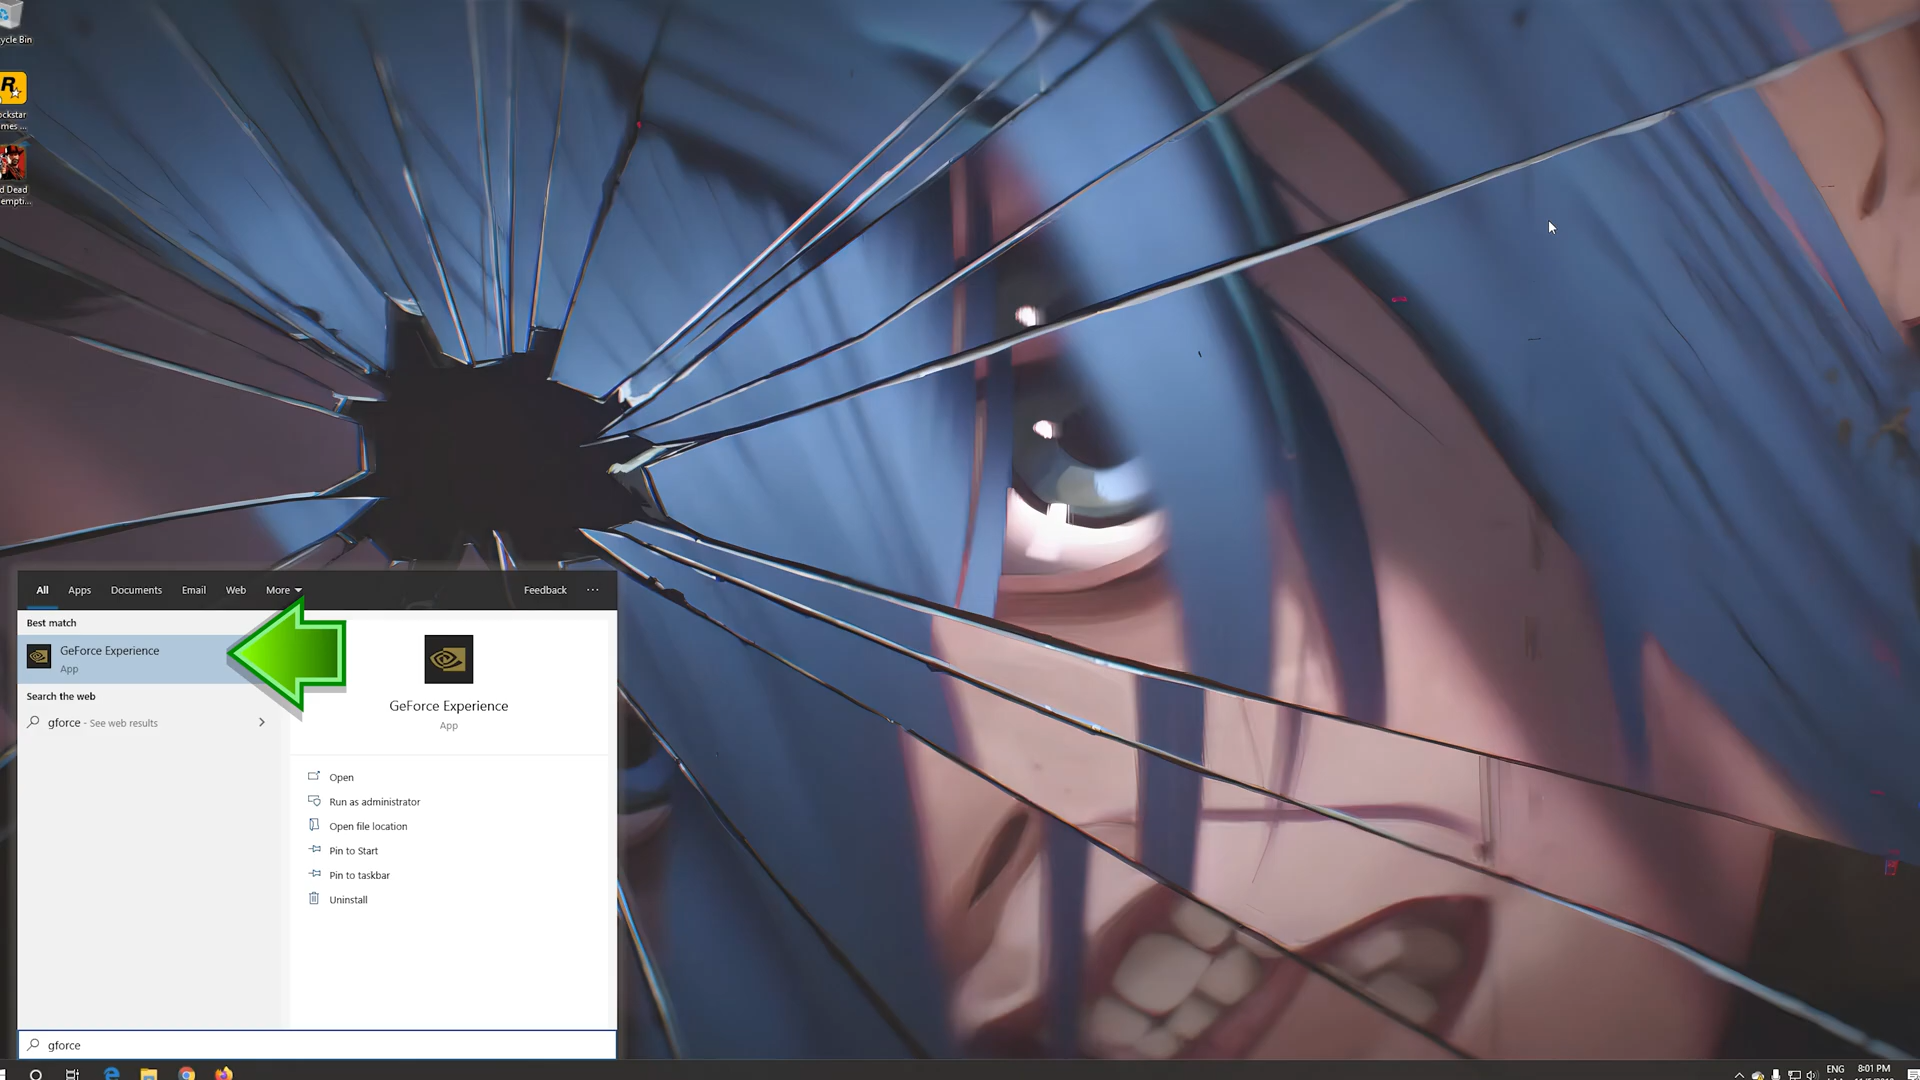 cycle Bin
R
ockstar
mes ...
d Dead
empti...
All
Apps
Documents
Email
Web
More
Feedback
...
Best match
GeForce Experience
App
Search the web
gforce - See web results
GeForce Experience
App
Open
Run as administrator
Open file location
Pin to Start
Pin to taskbar
Uninstall
gforce
ENG
8:01 PM